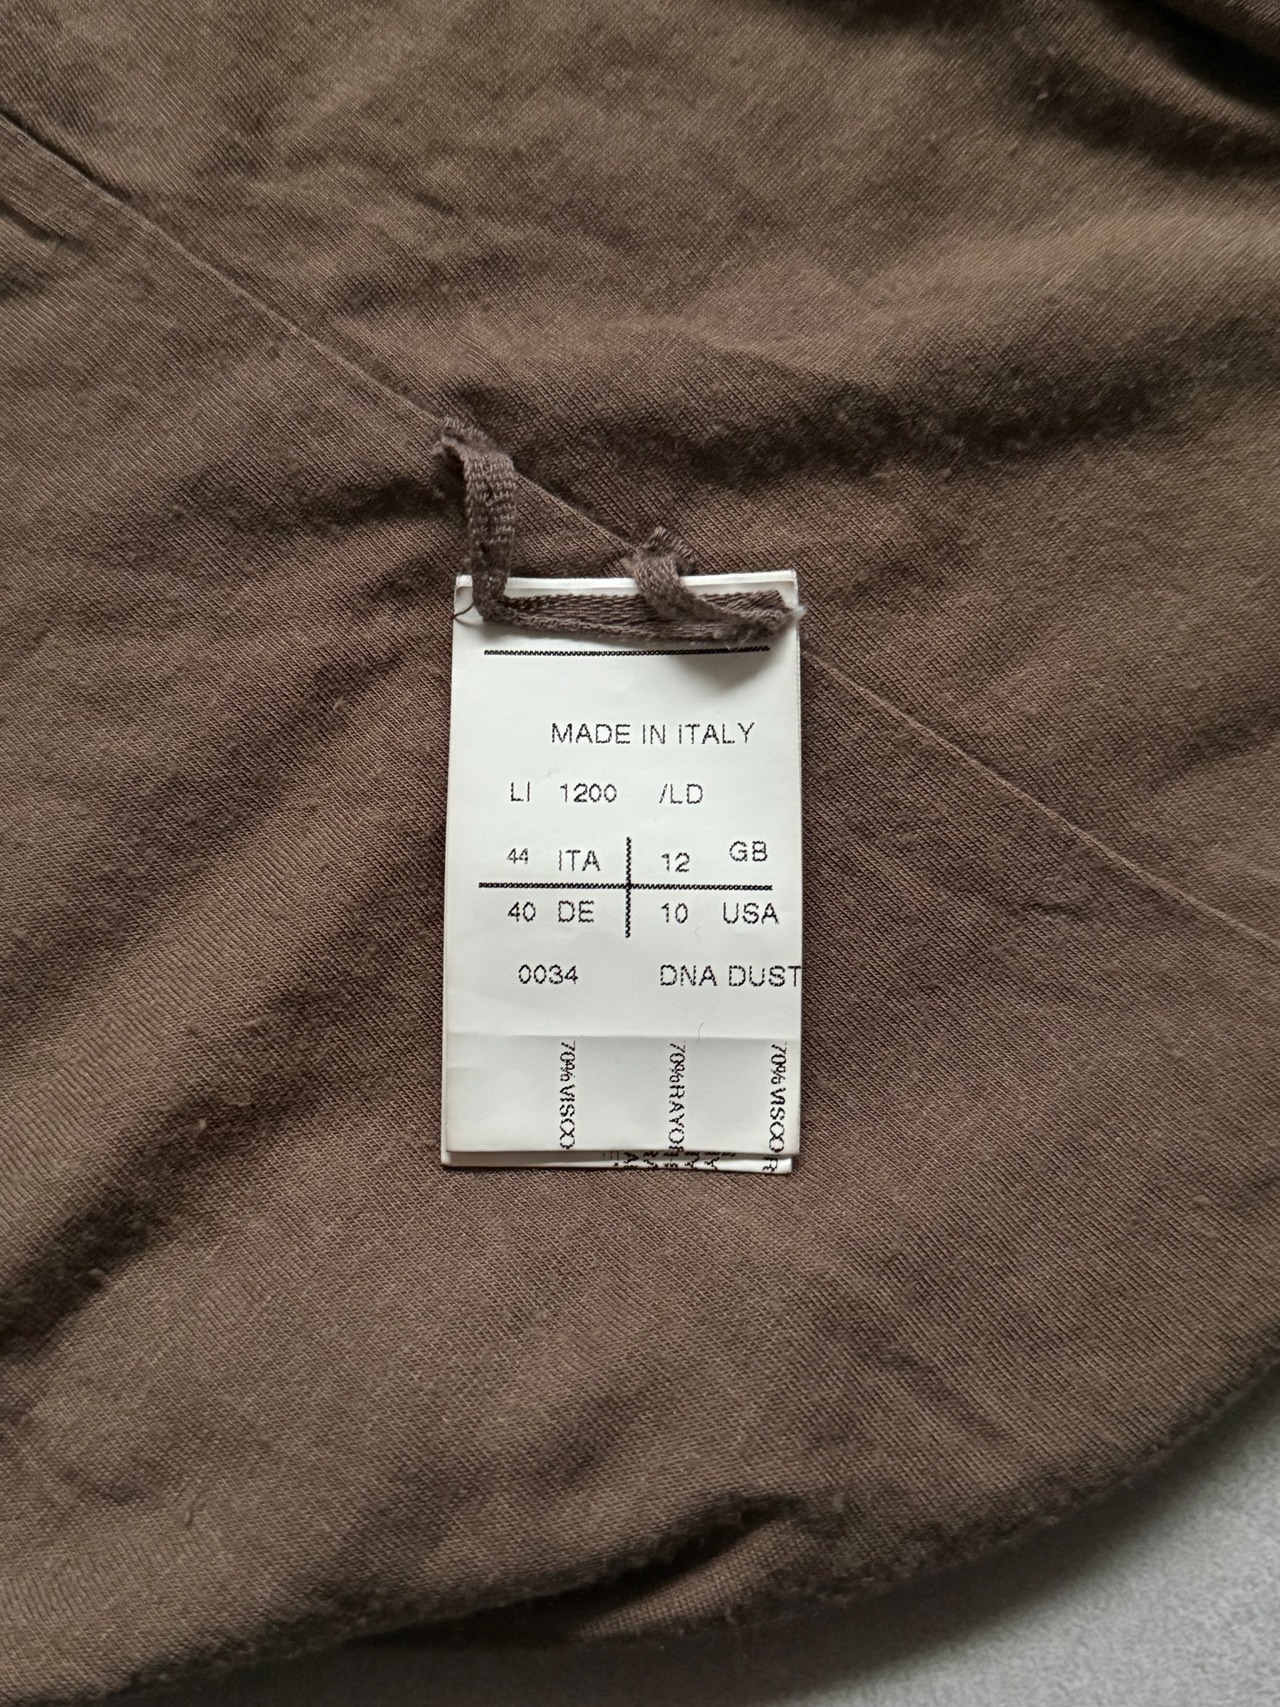 MADE IN ITALY
LI 1200 /LD
44 ITA 12 GB
40 DE 10 USA
0034 DNA DUST
70% VISCO
70% RAYO
70% VISCO